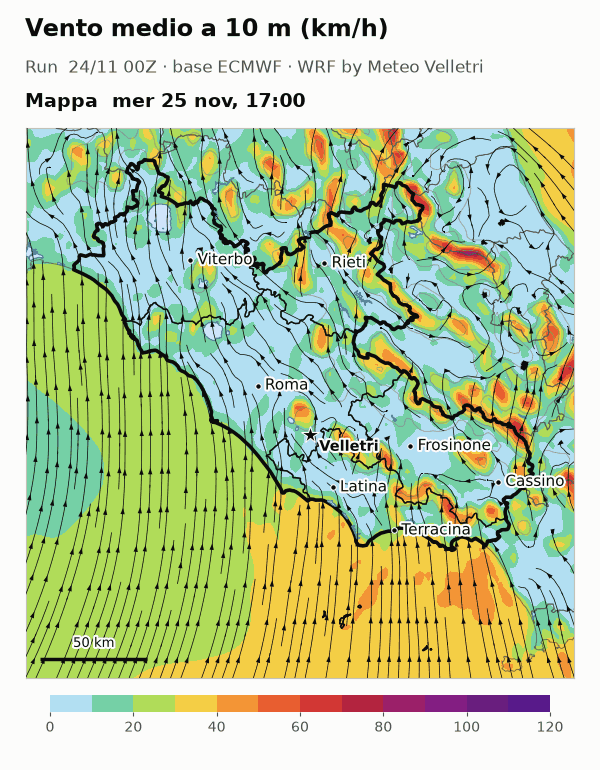 Vento medio a 10 m (km/h)
Run  24/11 00Z · base ECMWF · WRF by Meteo Velletri
Mappa  mer 25 nov, 17:00
Viterbo
Rieti
Roma
Velletri
Frosinone
Cassino
Latina
Terracina
50 km
0 20 40 60 80 100 120